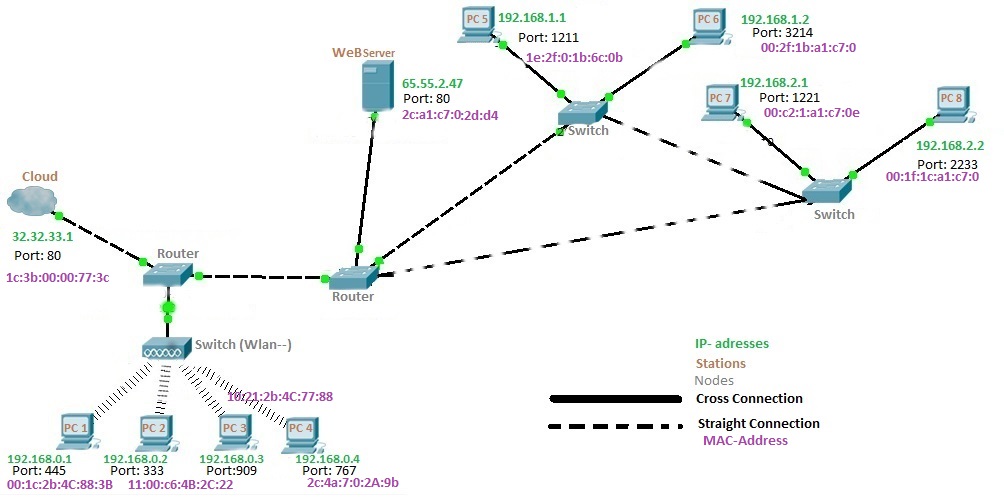 PC 5
192.168.1.1
Port: 1211
1e:2f:0:1b:6c:0b
PC 6
192.168.1.2
Port: 3214
00:2f:1b:a1:c7:0
WeBServer
65.55.2.47
Port: 80
2c:a1:c7:0:2d:d4
Switch
PC 7
192.168.2.1
Port: 1221
00:c2:1:a1:c7:0e
PC 8
192.168.2.2
Port: 2233
00:1f:1c:a1:c7:0
Switch
Cloud
32.32.33.1
Port: 80
1c:3b:00:00:77:3c
Router
Router
Switch (Wlan--)
10:21:2b:4C:77:88
PC 1
PC 2
PC 3
PC 4
192.168.0.1
Port: 445
00:1c:2b:4C:88:3B
192.168.0.2
Port: 333
11:00:c6:4B:2C:22
192.168.0.3
Port:909
192.168.0.4
Port: 767
2c:4a:7:0:2A:9b
IP- adresses
Stations
Nodes
Cross Connection
Straight Connection
MAC-Address